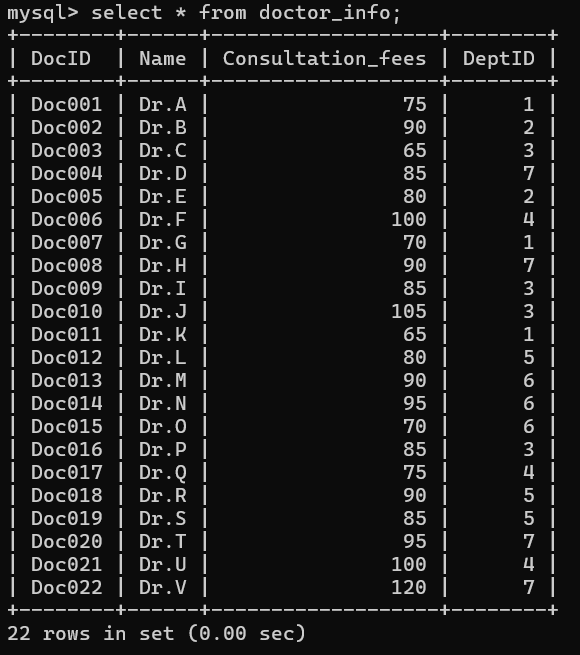 mysql> select * from doctor_info;
+--------+------+-------------------+--------+
| DocID  | Name | Consultation_fees | DeptID |
+--------+------+-------------------+--------+
| Doc001 | Dr.A |                75 |      1 |
| Doc002 | Dr.B |                90 |      2 |
| Doc003 | Dr.C |                65 |      3 |
| Doc004 | Dr.D |                85 |      7 |
| Doc005 | Dr.E |                80 |      2 |
| Doc006 | Dr.F |               100 |      4 |
| Doc007 | Dr.G |                70 |      1 |
| Doc008 | Dr.H |                90 |      7 |
| Doc009 | Dr.I |                85 |      3 |
| Doc010 | Dr.J |               105 |      3 |
| Doc011 | Dr.K |                65 |      1 |
| Doc012 | Dr.L |                80 |      5 |
| Doc013 | Dr.M |                90 |      6 |
| Doc014 | Dr.N |                95 |      6 |
| Doc015 | Dr.O |                70 |      6 |
| Doc016 | Dr.P |                85 |      3 |
| Doc017 | Dr.Q |                75 |      4 |
| Doc018 | Dr.R |                90 |      5 |
| Doc019 | Dr.S |                85 |      5 |
| Doc020 | Dr.T |                95 |      7 |
| Doc021 | Dr.U |               100 |      4 |
| Doc022 | Dr.V |               120 |      7 |
+--------+------+-------------------+--------+
22 rows in set (0.00 sec)